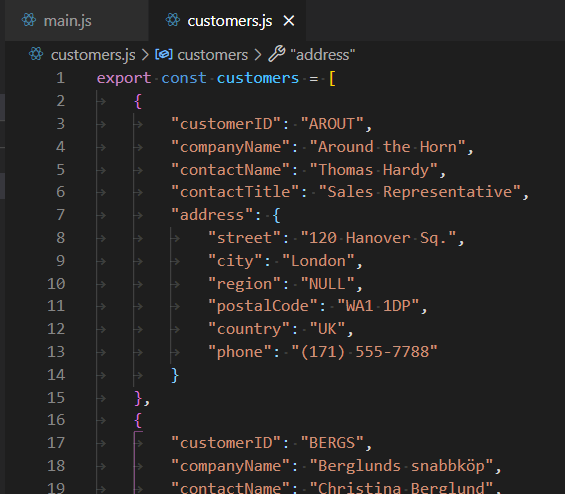 main.js customers.js
customers.js > customers > "address"
1 export const customers = [
2 {
3 "customerID": "AROUT",
4 "companyName": "Around the Horn",
5 "contactName": "Thomas Hardy",
6 "contactTitle": "Sales Representative",
7 "address": {
8 "street": "120 Hanover Sq.",
9 "city": "London",
10 "region": "NULL",
11 "postalCode": "WA1 1DP",
12 "country": "UK",
13 "phone": "(171) 555-7788"
14 }
15 },
16 {
17 "customerID": "BERGS",
18 "companyName": "Berglunds snabbköp",
19 "contactName": "Christina Berglund",